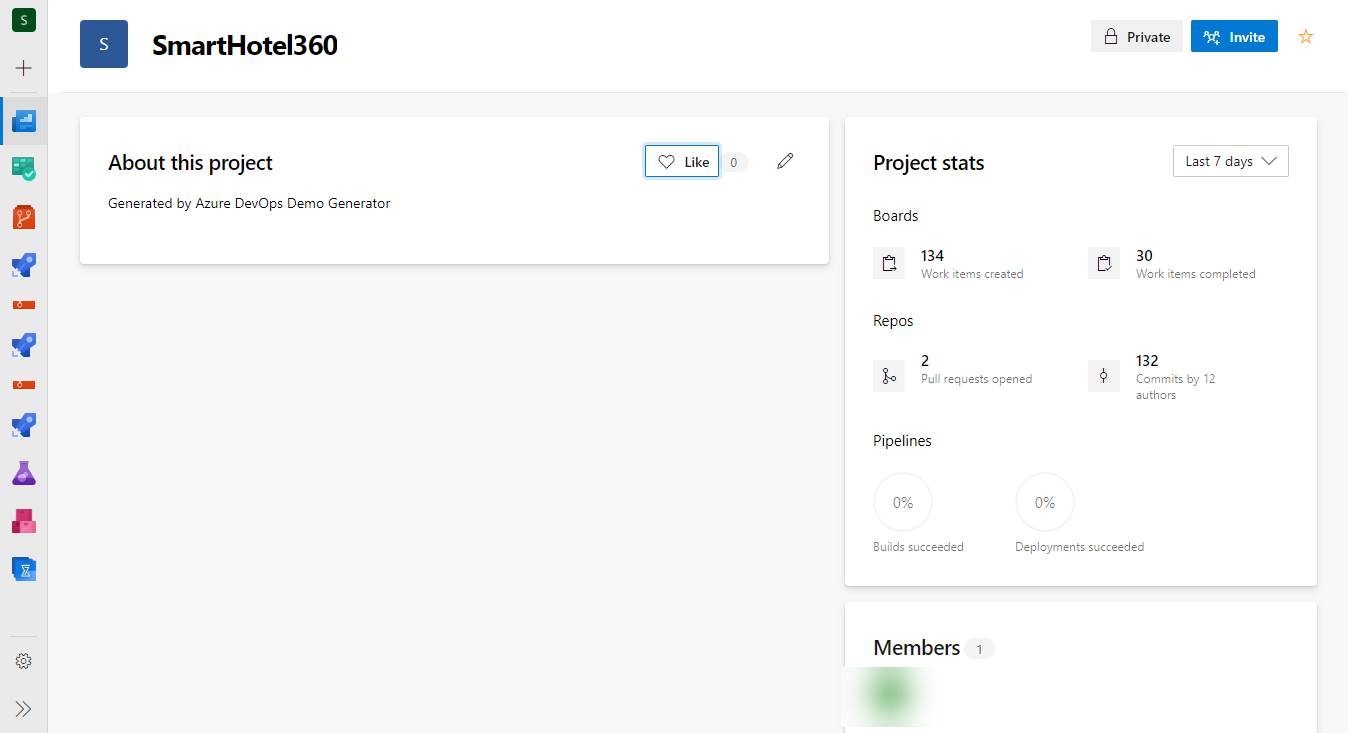 S
S
SmartHotel360
Private
Invite
About this project
Like
0
Generated by Azure DevOps Demo Generator
Project stats
Last 7 days
Boards
134
Work items created
30
Work items completed
Repos
2
Pull requests opened
132
Commits by 12
authors
Pipelines
0%
Builds succeeded
0%
Deployments succeeded
Members
1